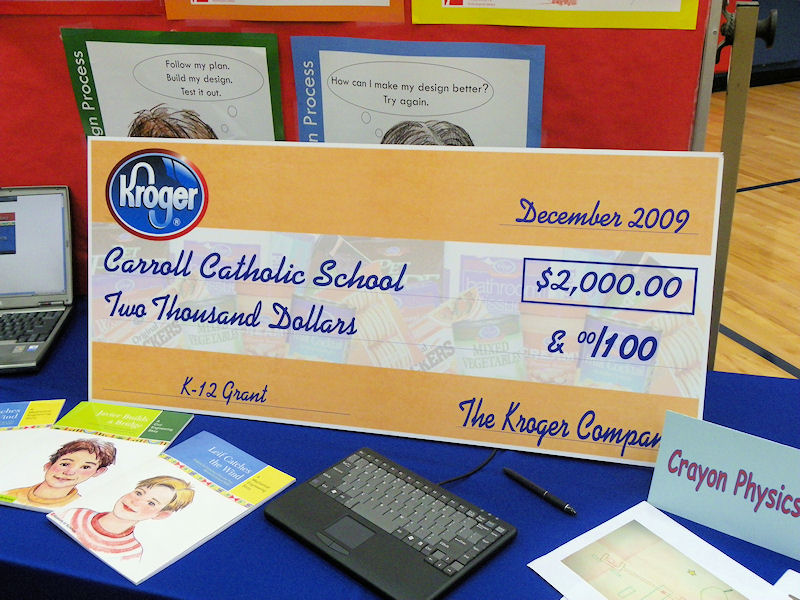 Follow my plan.
Build my design.
Test it out.
How can I make my design better?
Try again.
Process
Process
Kroger
®
December 2009
Carroll Catholic School
$2,000.00
Two Thousand Dollars
& 00/100
K-12 Grant
The Kroger Compan
Javier Builds
a Bridge
Leif Catches
the Wind
Crayon Physics